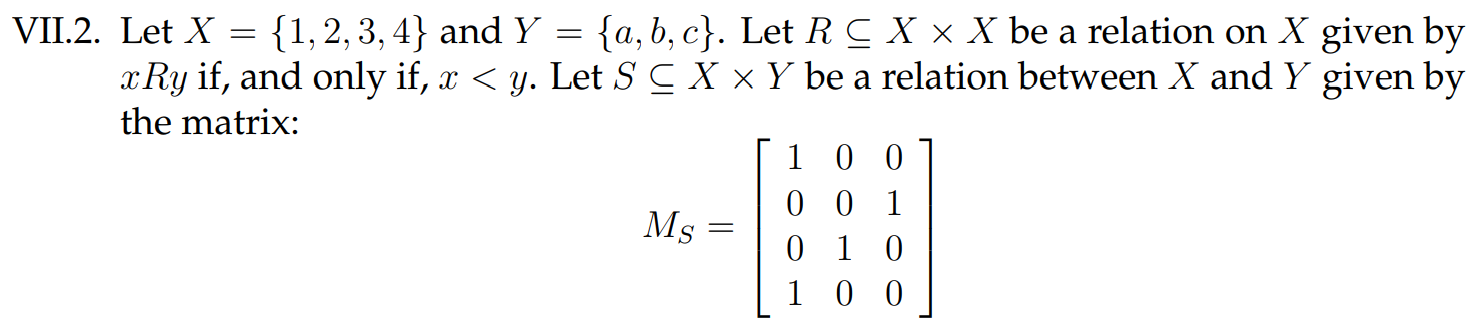 VII.2. Let X = {1, 2, 3, 4} and Y = {a, b, c}. Let R ⊆ X × X be a relation on X given by
xRy if, and only if, x < y. Let S ⊆ X × Y be a relation between X and Y given by
the matrix:
1 0 0
0 0 1
M_S =
0 1 0
1 0 0